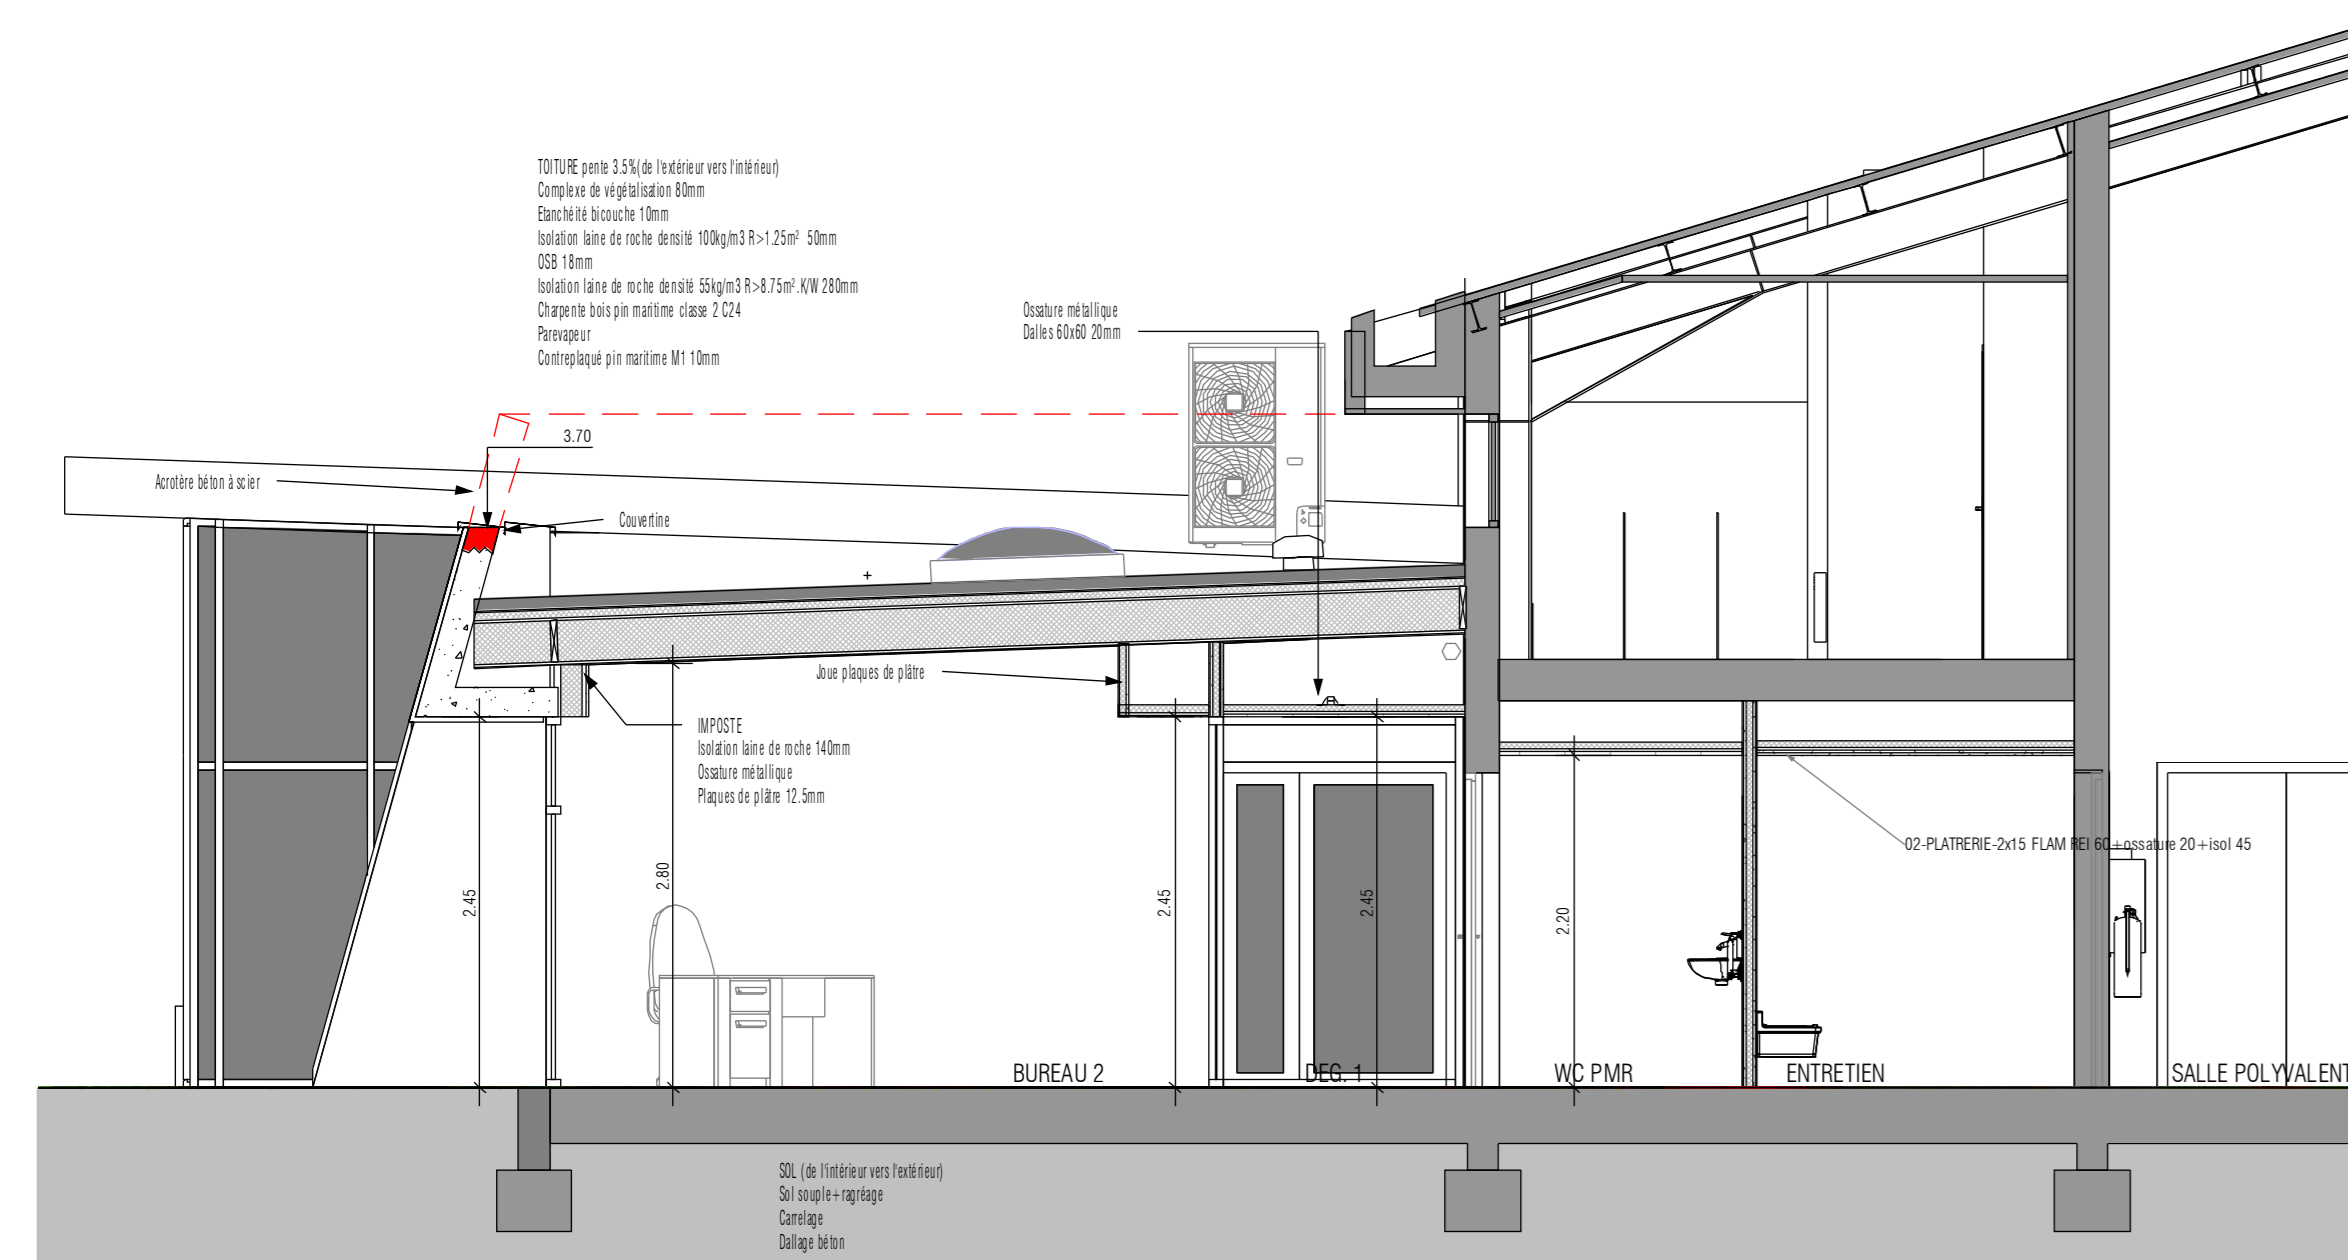 TOITURE pente 3.5%(de l'extérieur vers l'intérieur)
Complexe de végétalisation 80mm
Etanchéité bicouche 10mm
Isolation laine de roche densité 100kg/m3 R>1.25m² 50mm
OSB 18mm
Isolation laine de roche densité 55kg/m3 R>8.75m².K/W 280mm
Charpente bois pin maritime classe 2 C24
Parevapeur
Contreplaqué pin maritime M1 10mm
Ossature métallique
Dalles 60x60 20mm
3.70
Acrotère béton à scier
Couvertine
Joue plaques de plâtre
IMPOSTE
Isolation laine de roche 140mm
Ossature métallique
Plaques de plâtre 12.5mm
02-PLATRERIE-2x15 FLAM REI 60+ossature 20+isol 45
2.45
2.80
2.45
2.45
2.20
BUREAU 2
DEG. 1
WC PMR
ENTRETIEN
SALLE POLYVALENT
SOL (de l'intérieur vers l'extérieur)
Sol souple+ragréage
Carrelage
Dallage béton